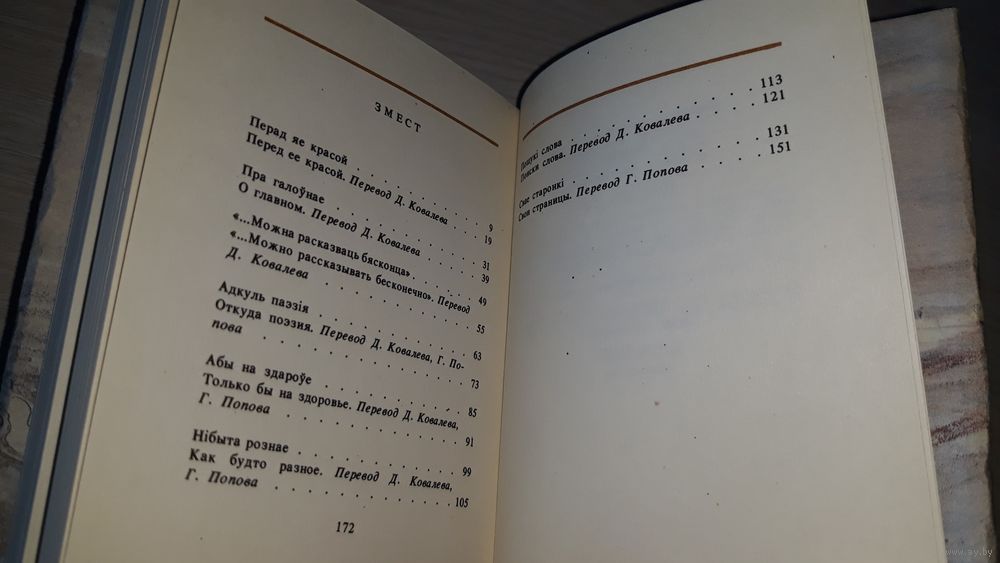 ЗМЕСТ
Перад яе красой . . . . . . . . . . 9
Перед ее красой. Перевод Д. Ковалева . . . 19
Пра галоўнае . . . . . . . . . . 31
О главном. Перевод Д. Ковалева . . . . 39
«...Можна расказваць бясконца» . . . . . 49
«...Можно рассказывать бесконечно». Перевод
Д. Ковалева . . . . . . . . . . 55
Адкуль паэзія . . . . . . . . . . 63
Откуда поэзия. Перевод Д. Ковалева, Г. По-
пова . . . . . . . . . . 73
Абы на здароўе . . . . . . . . . . 85
Только бы на здоровье. Перевод Д. Ковалева,
Г. Попова . . . . . . . . . . 91
Нібыта рознае . . . . . . . . . . 99
Как будто разное. Перевод Д. Ковалева,
Г. Попова . . . . . . . . . . 105
172
Пошукі слова . . . . . . . . . . 113
Поиски слова. Перевод Д. Ковалева . . . . 121
Свае старонкі . . . . . . . . . . 131
Свои страницы. Перевод Г. Попова . . . . 151
www.ay.by